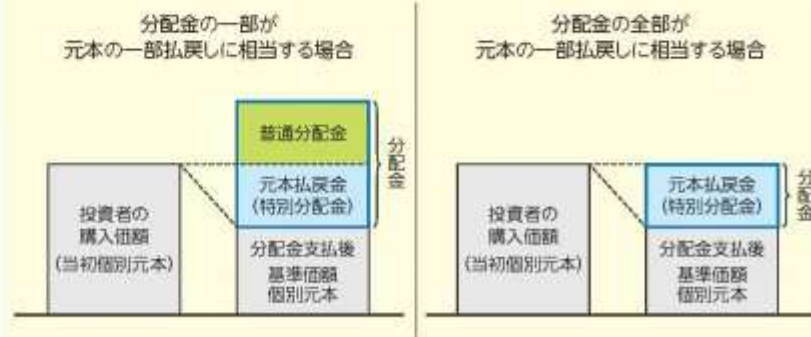 分配金の一部が
元本の一部払戻しに相当する場合
普通分配金
元本払戻金
(特別分配金)
分配金
投資者の
購入価額
(当初個別元本)
分配金支払後
基準価額
個別元本
分配金の全部が
元本の一部払戻しに相当する場合
元本払戻金
(特別分配金)
分配金
投資者の
購入価額
(当初個別元本)
分配金支払後
基準価額
個別元本